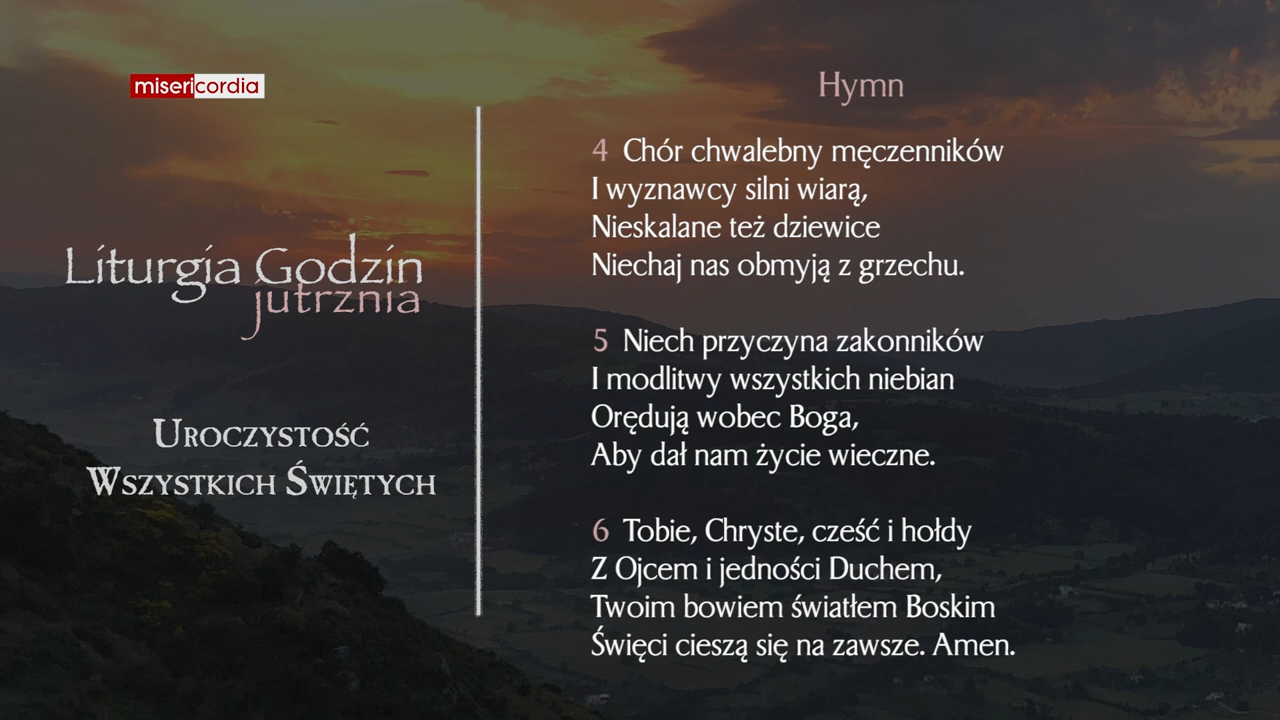 misericordia
Liturgia Godzin
jutrznia
Uroczystość
Wszystkich Świętych
Hymn
4 Chór chwalebny męczenników
I wyznawcy silni wiarą,
Nieskalane też dziewice
Niechaj nas obmyją z grzechu.
5 Niech przyczyna zakonników
I modlitwy wszystkich niebian
Orędują wobec Boga,
Aby dał nam życie wieczne.
6 Tobie, Chryste, cześć i hołdy
Z Ojcem i jedności Duchem,
Twoim bowiem światłem Boskim
Święci cieszą się na zawsze. Amen.